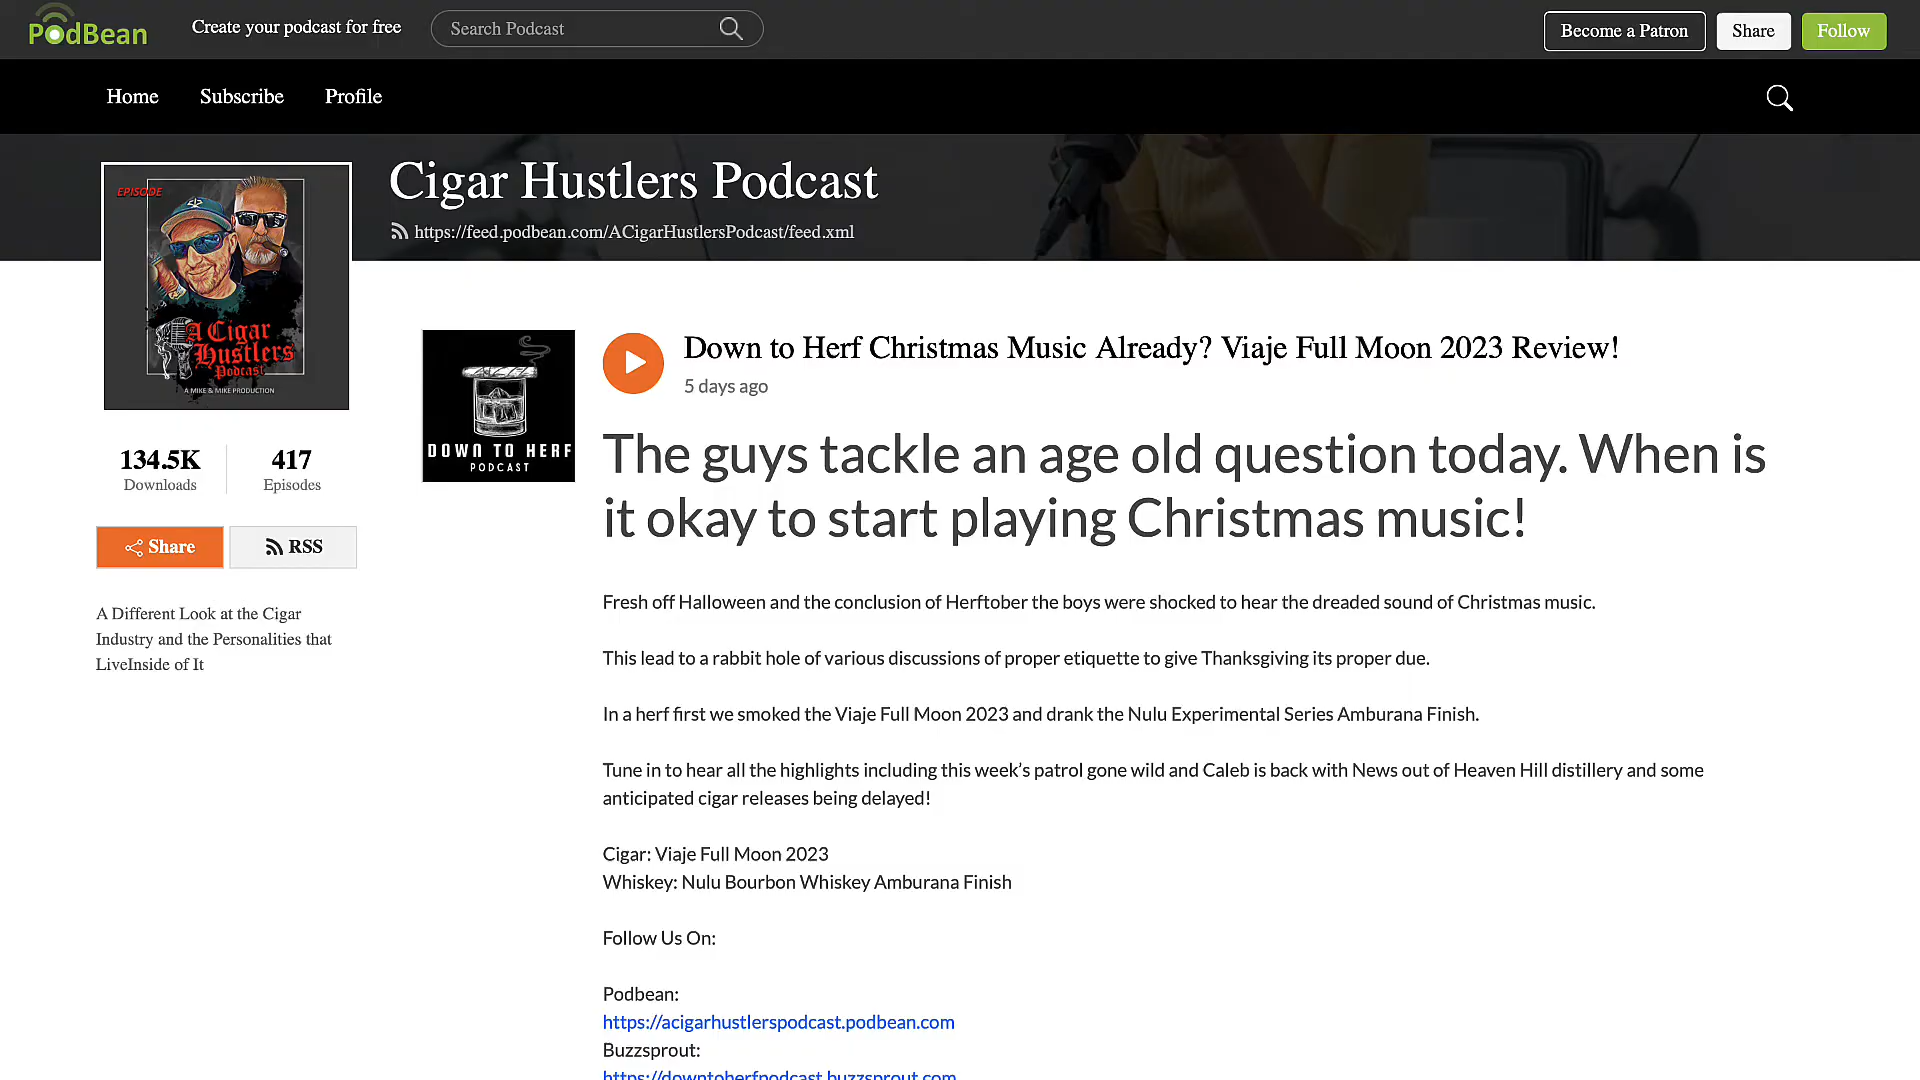 PodBean
Create your podcast for free
Search Podcast
Become a Patron
Share
Follow
Home
Subscribe
Profile
EPISODE
A Cigar
Hustlers
Podcast
A MIKE & MIKE PRODUCTION
Cigar Hustlers Podcast
https://feed.podbean.com/ACigarHustlersPodcast/feed.xml
134.5K
Downloads
417
Episodes
Share
RSS
A Different Look at the Cigar
Industry and the Personalities that
LiveInside of It
DOWN TO HERF
PODCAST
Down to Herf Christmas Music Already? Viaje Full Moon 2023 Review!
5 days ago
The guys tackle an age old question today. When is
it okay to start playing Christmas music!
Fresh off Halloween and the conclusion of Herftober the boys were shocked to hear the dreaded sound of Christmas music.
This lead to a rabbit hole of various discussions of proper etiquette to give Thanksgiving its proper due.
In a herf first we smoked the Viaje Full Moon 2023 and drank the Nulu Experimental Series Amburana Finish.
Tune in to hear all the highlights including this week’s patrol gone wild and Caleb is back with News out of Heaven Hill distillery and some
anticipated cigar releases being delayed!
Cigar: Viaje Full Moon 2023
Whiskey: Nulu Bourbon Whiskey Amburana Finish
Follow Us On:
Podbean:
https://acigarhustlerspodcast.podbean.com
Buzzsprout:
https://downtoherfpodcast.buzzsprout.com